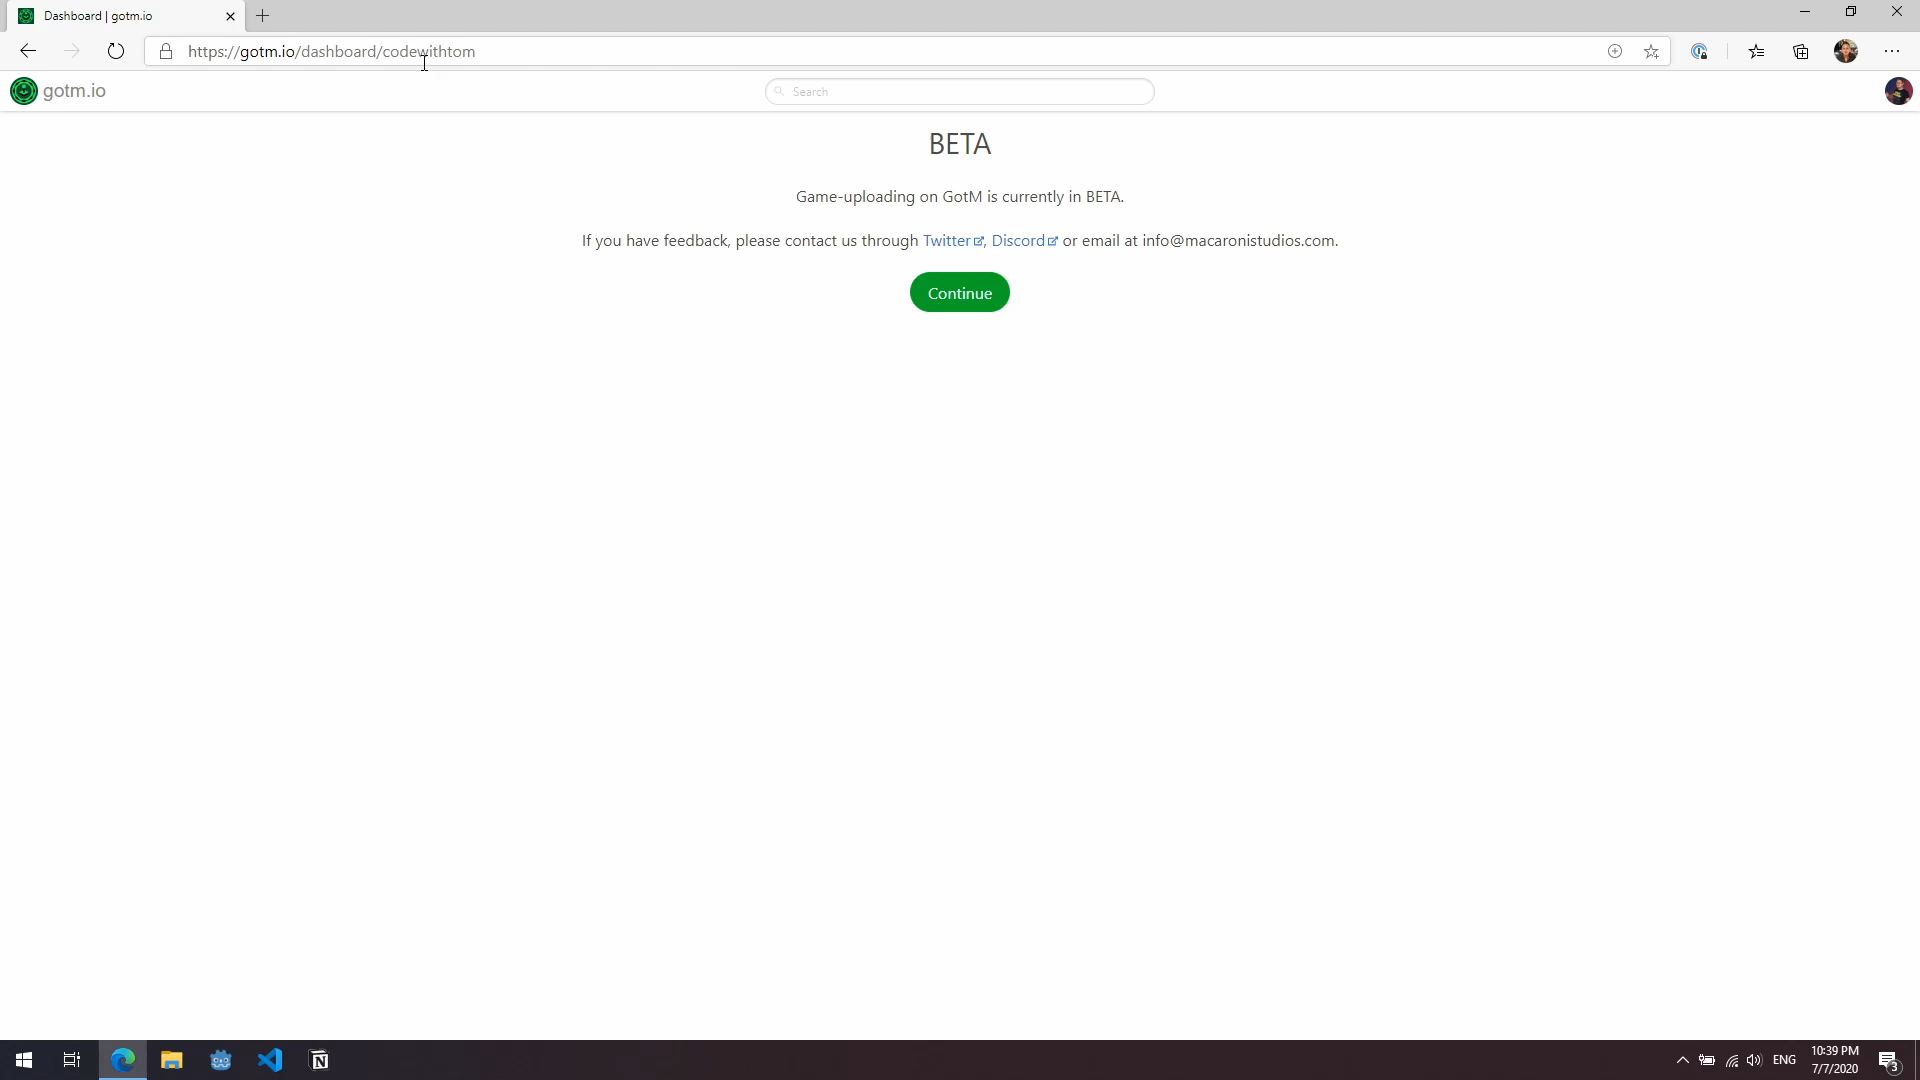 Dashboard | gotm.io
https://gotm.io/dashboard/codewithtom
gotm.io
Search
BETA
Game-uploading on GotM is currently in BETA.
If you have feedback, please contact us through Twitter, Discord or email at info@macaronistudios.com.
Continue
N
ENG
10:39 PM
7/7/2020
3